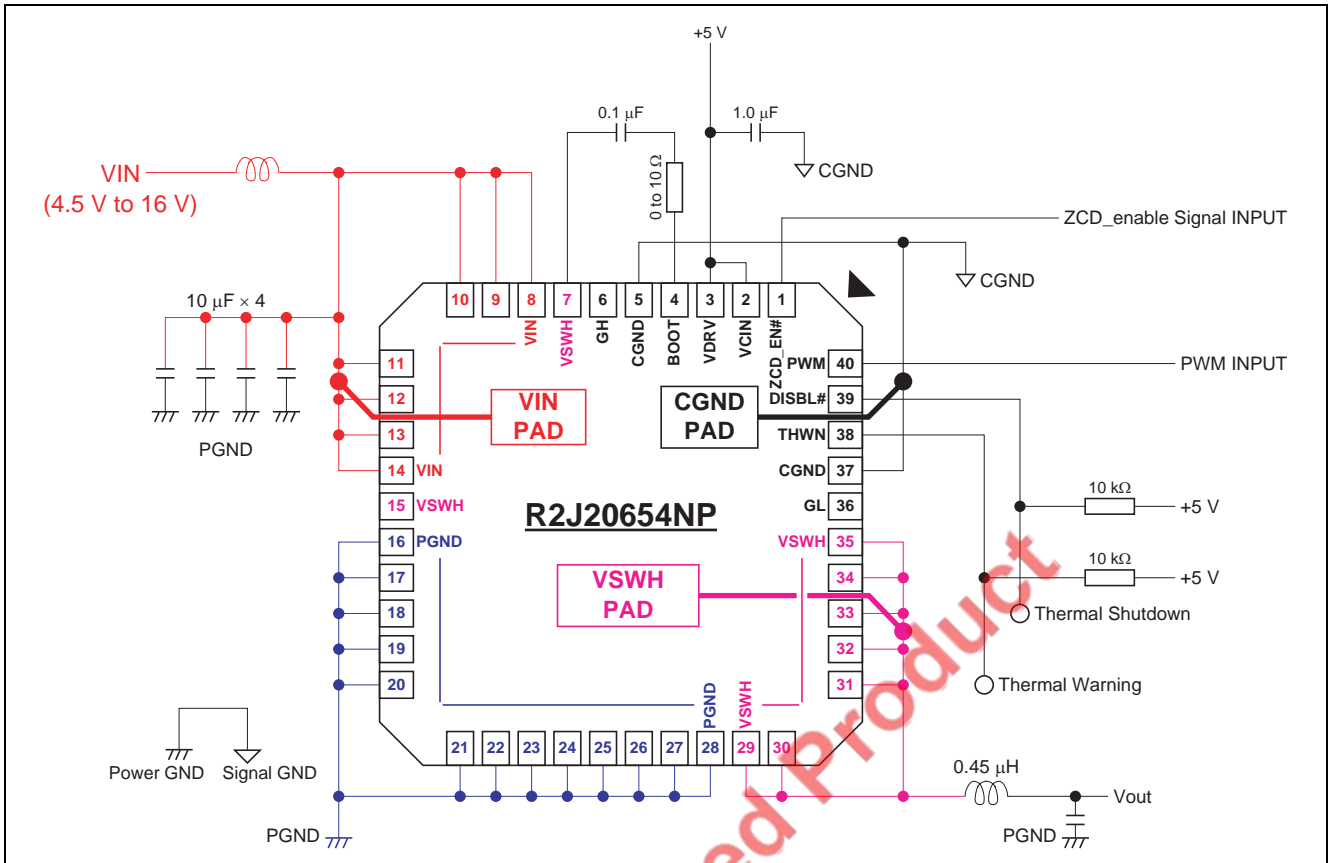 +5 V
0.1 μF
1.0 μF
CGND
0 to 10 Ω
VIN
(4.5 V to 16 V)
ZCD_enable Signal INPUT
CGND
10 μF × 4
PGND
10 9 8 7 6 5 4 3 2 1
VIN VSWH GH CGND BOOT VDRV VCIN ZCD_EN#
11
12
13
14 VIN
15 VSWH
16 PGND
17
18
19
20
VIN
PAD
CGND
PAD
R2J20654NP
VSWH
PAD
PWM 40
PWM INPUT
DISBL# 39
THWN 38
CGND 37
GL 36
VSWH 35
34
33
32
31
10 kΩ
+5 V
10 kΩ
+5 V
Thermal Shutdown
Thermal Warning
PGND VSWH
21 22 23 24 25 26 27 28 29 30
Power GND Signal GND
PGND
0.45 μH
Vout
PGND
ed Product